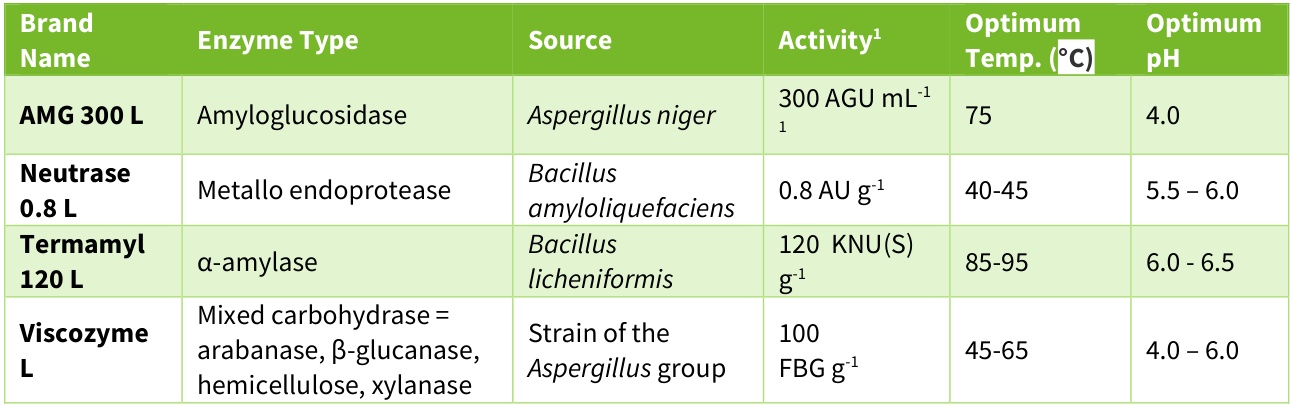 Brand Name | Enzyme Type | Source | Activity¹ | Optimum Temp. (°C) | Optimum pH
AMG 300 L | Amyloglucosidase | Aspergillus niger | 300 AGU mL⁻¹ ¹ | 75 | 4.0
Neutrase 0.8 L | Metallo endoprotease | Bacillus amyloliquefaciens | 0.8 AU g⁻¹ | 40-45 | 5.5 – 6.0
Termamyl 120 L | α-amylase | Bacillus licheniformis | 120 KNU(S) g⁻¹ | 85-95 | 6.0 - 6.5
Viscozyme L | Mixed carbohydrase = arabanase, β-glucanase, hemicellulose, xylanase | Strain of the Aspergillus group | 100 FBG g⁻¹ | 45-65 | 4.0 – 6.0